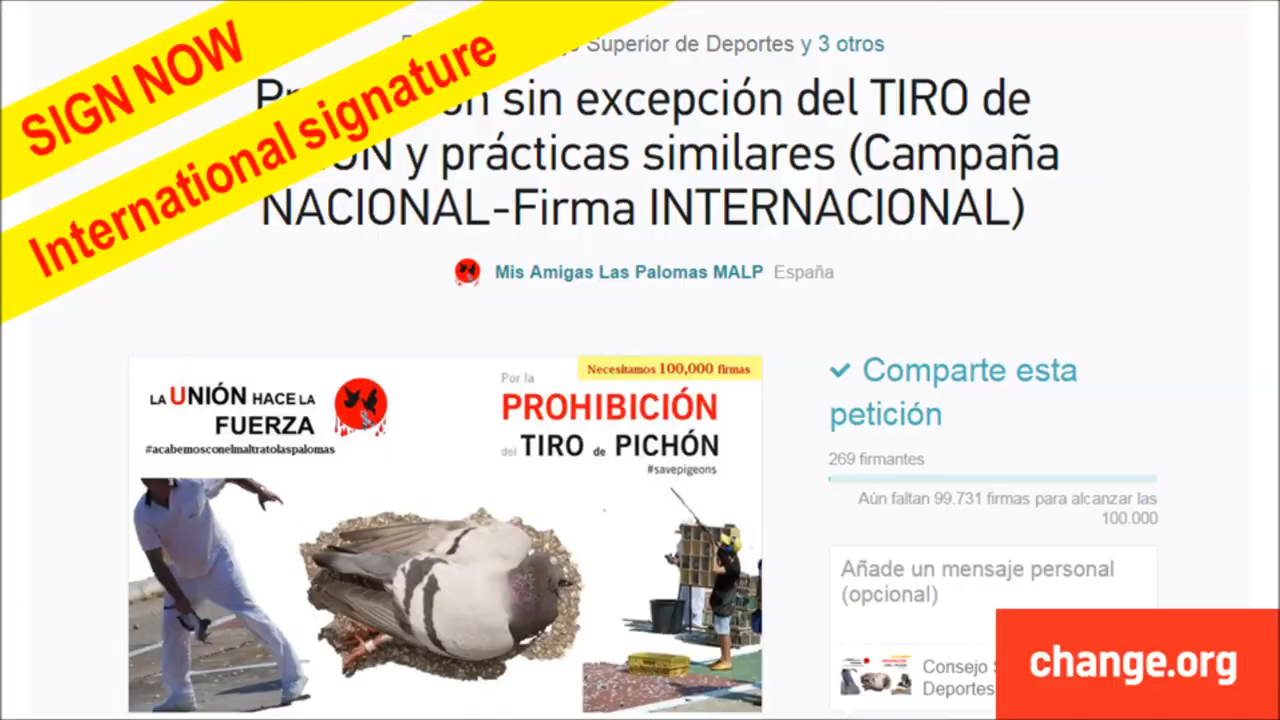 SIGN NOW
International signature
Superior de Deportes y 3 otros
sin excepción del TIRO de
y prácticas similares (Campaña
NACIONAL-Firma INTERNACIONAL)
Mis Amigas Las Palomas MALP España
LA UNIÓN HACE LA
FUERZA
#acabemosconelmaltratolaspalomas
Necesitamos 100,000 firmas
Por la
PROHIBICIÓN
del TIRO de PICHÓN
#savepigeons
Comparte esta
petición
269 firmantes
Aún faltan 99.731 firmas para alcanzar las
100.000
Añade un mensaje personal
(opcional)
Consejo
Deportes
change.org